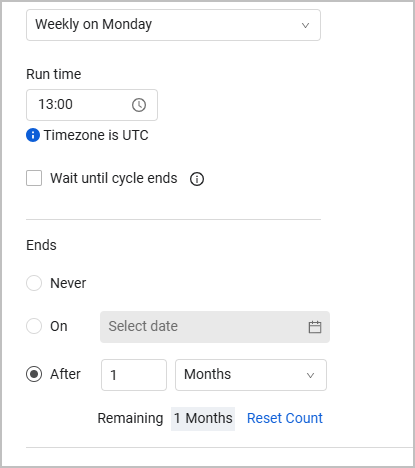 Weekly on Monday
Run time
13:00
Timezone is UTC
Wait until cycle ends
Ends
Never
On Select date
After 1 Months
Remaining 1 Months Reset Count